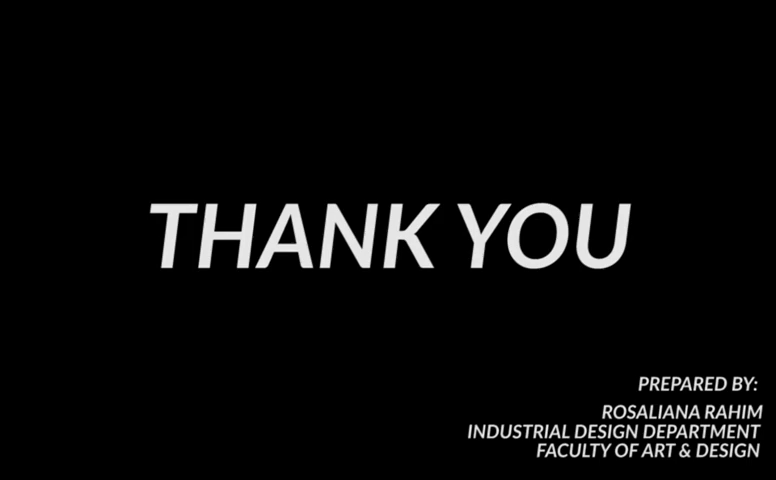 THANK YOU
PREPARED BY:
ROSALIANA RAHIM
INDUSTRIAL DESIGN DEPARTMENT
FACULTY OF ART & DESIGN